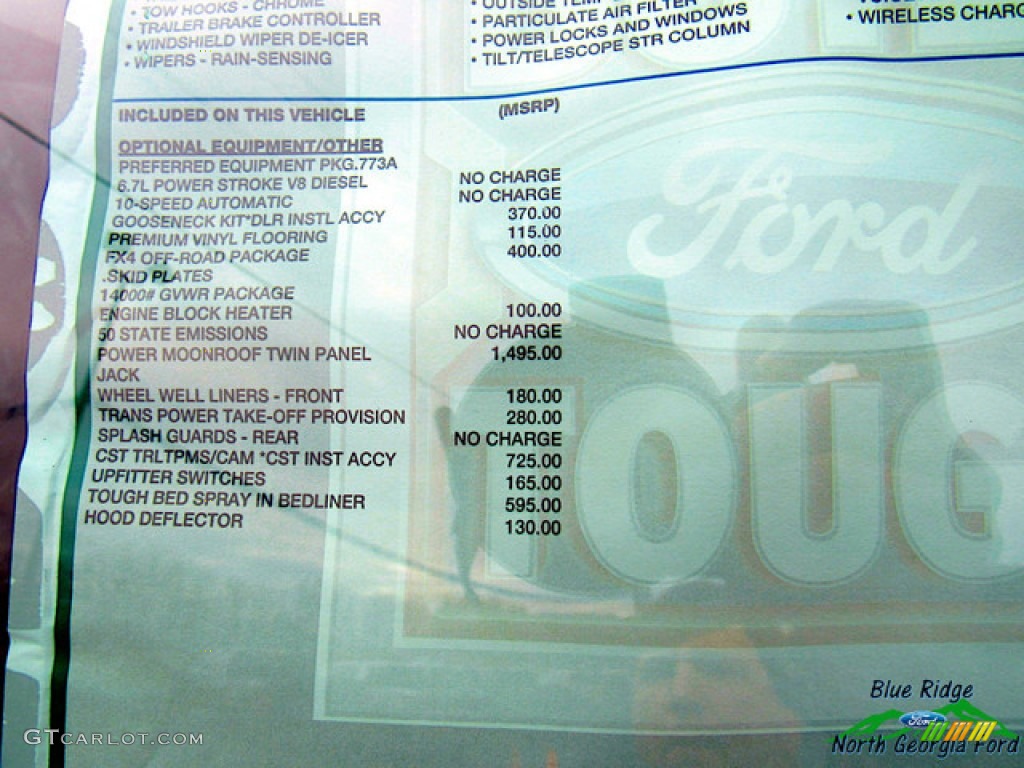 • TOW HOOKS - CHROME
• TRAILER BRAKE CONTROLLER
• WINDSHIELD WIPER DE-ICER
• WIPERS - RAIN-SENSING
• OUTSIDE
• PARTICULATE AIR FILTER
• POWER LOCKS AND WINDOWS
• TILT/TELESCOPE STR COLUMN
• WIRELESS
INCLUDED ON THIS VEHICLE (MSRP)
OPTIONAL EQUIPMENT/OTHER
PREFERRED EQUIPMENT PKG.773A
6.7L POWER STROKE V8 DIESEL NO CHARGE
10-SPEED AUTOMATIC NO CHARGE
GOOSENECK KIT*DLR INSTL ACCY 370.00
PREMIUM VINYL FLOORING 115.00
FX4 OFF-ROAD PACKAGE 400.00
.SKID PLATES
14000# GVWR PACKAGE
ENGINE BLOCK HEATER 100.00
50 STATE EMISSIONS NO CHARGE
POWER MOONROOF TWIN PANEL 1,495.00
JACK
WHEEL WELL LINERS - FRONT 180.00
TRANS POWER TAKE-OFF PROVISION 280.00
SPLASH GUARDS - REAR NO CHARGE
CST TRLTPMS/CAM *CST INST ACCY 725.00
UPFITTER SWITCHES 165.00
TOUGH BED SPRAY IN BEDLINER 595.00
HOOD DEFLECTOR 130.00
Ford
TOUG
GTCARLOT.COM
Blue Ridge
Ford
North Georgia Ford